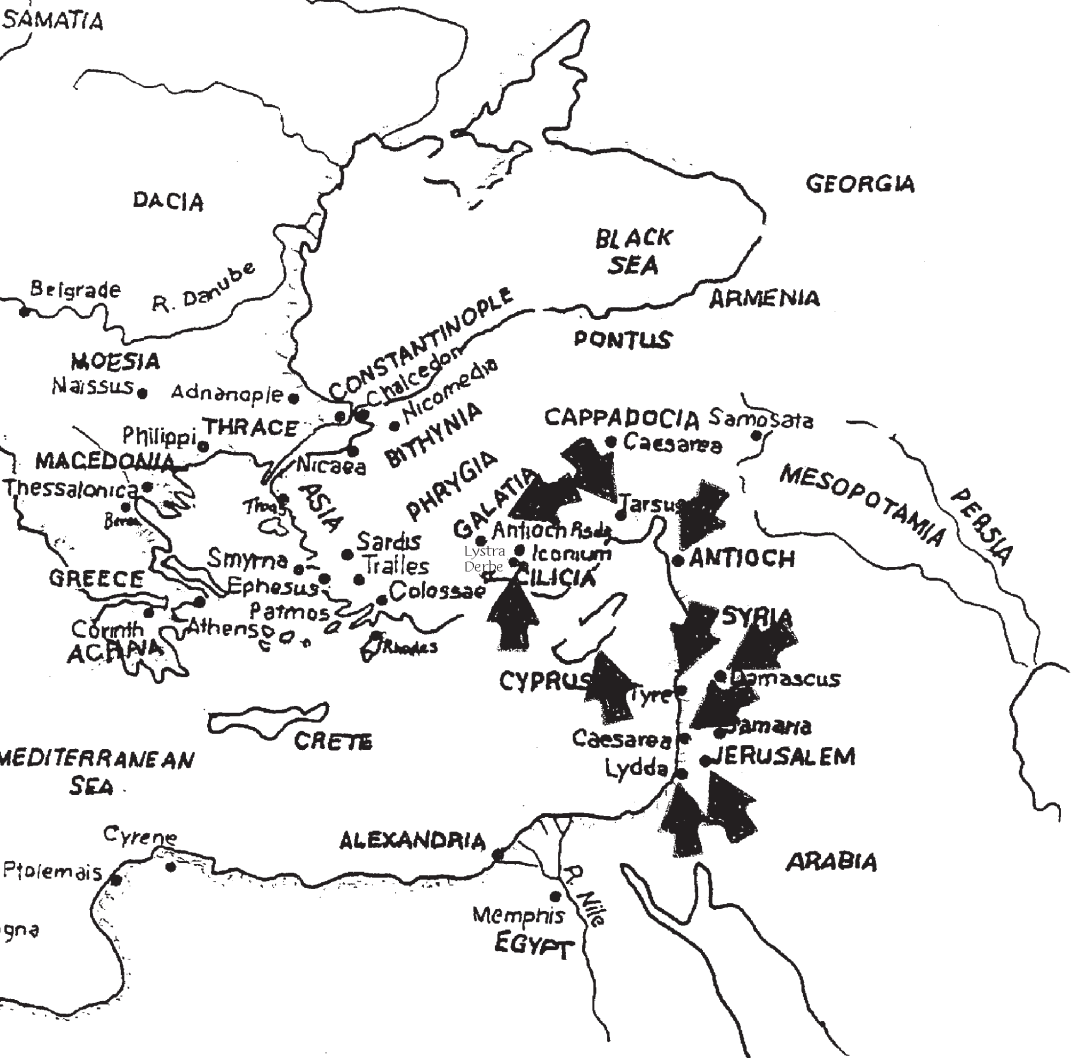 SAMATIA
GEORGIA
DACIA
BLACK
SEA
Belgrade
R. Danube
ARMENIA
PONTUS
MOESIA
CONSTANTINOPLE
Chalcedon
Naissus
Adnanople
Nicomedia
CAPPADOCIA
Samosata
THRACE
BITHYNIA
Caesarea
Philippi
MACEDONIA
Nicaea
PHRYGIA
MESOPOTAMIA
PERSIA
Thessalonica
ASIA
GALATIA
Tarsus
Antioch
Lystra
Iconium
Derbe
CILICIA
ANTIOCH
Sardis
Smyrna
Tralles
GREECE
Ephesus
Colossae
Patmos
SYRIA
Corinth
Athens
ACHAIA
Rhodes
CYPRUS
Tyre
Damascus
Samaria
CRETE
Caesarea
JERUSALEM
Lydda
MEDITERRANEAN
SEA
Cyrene
ALEXANDRIA
ARABIA
Ptolemais
R. Nile
Memphis
gna
EGYPT